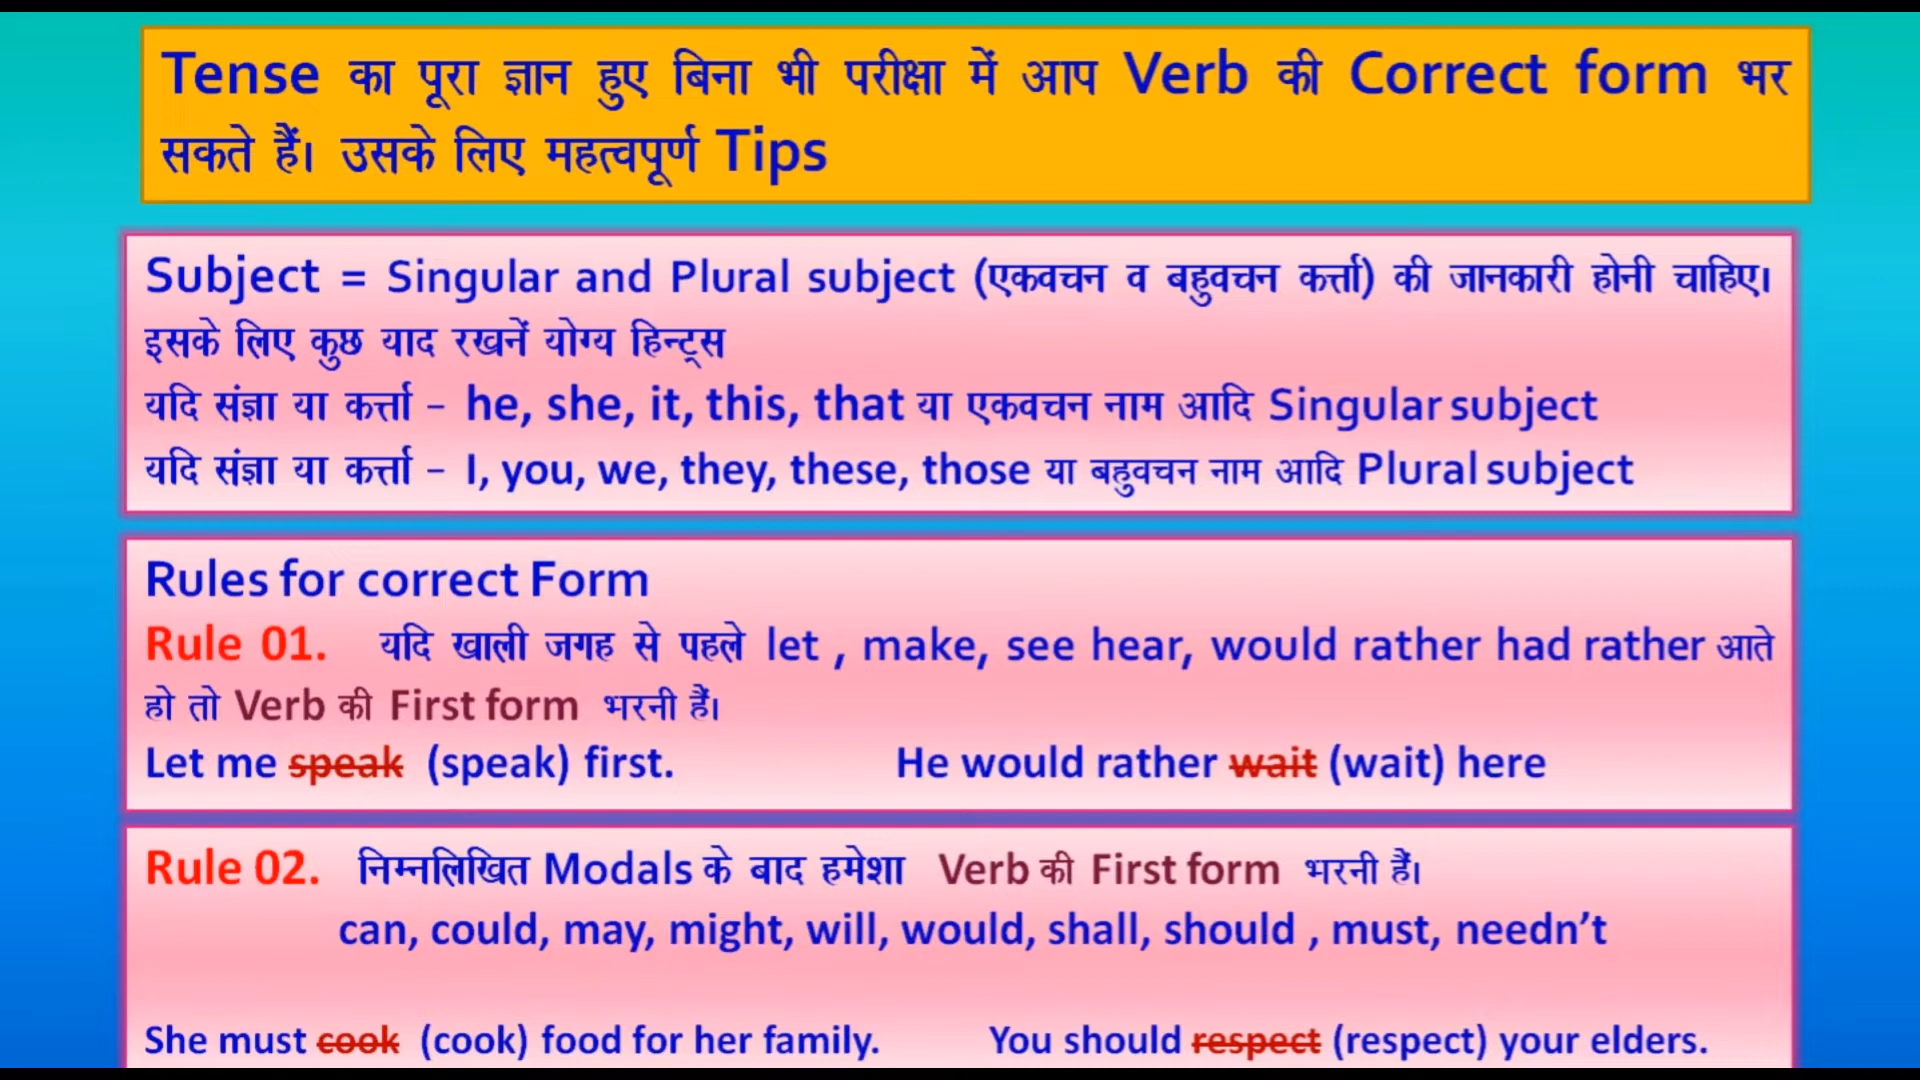 Tense का पूरा ज्ञान हुए बिना भी परीक्षा में आप Verb की Correct form भर
सकते हैं। उसके लिए महत्वपूर्ण Tips
Subject = Singular and Plural subject (एकवचन व बहुवचन कर्त्ता) की जानकारी होनी चाहिए।
इसके लिए कुछ याद रखनें योग्य हिन्ट्स
यदि संज्ञा या कर्त्ता – he, she, it, this, that या एकवचन नाम आदि Singular subject
यदि संज्ञा या कर्त्ता – I, you, we, they, these, those या बहुवचन नाम आदि Plural subject
Rules for correct Form
Rule 01. यदि खाली जगह से पहले let , make, see hear, would rather had rather आते
हो तो Verb की First form भरनी हैं।
Let me speak (speak) first. He would rather wait (wait) here
Rule 02. निम्नलिखित Modals के बाद हमेशा Verb की First form भरनी हैं।
can, could, may, might, will, would, shall, should , must, needn’t
She must cook (cook) food for her family. You should respect (respect) your elders.